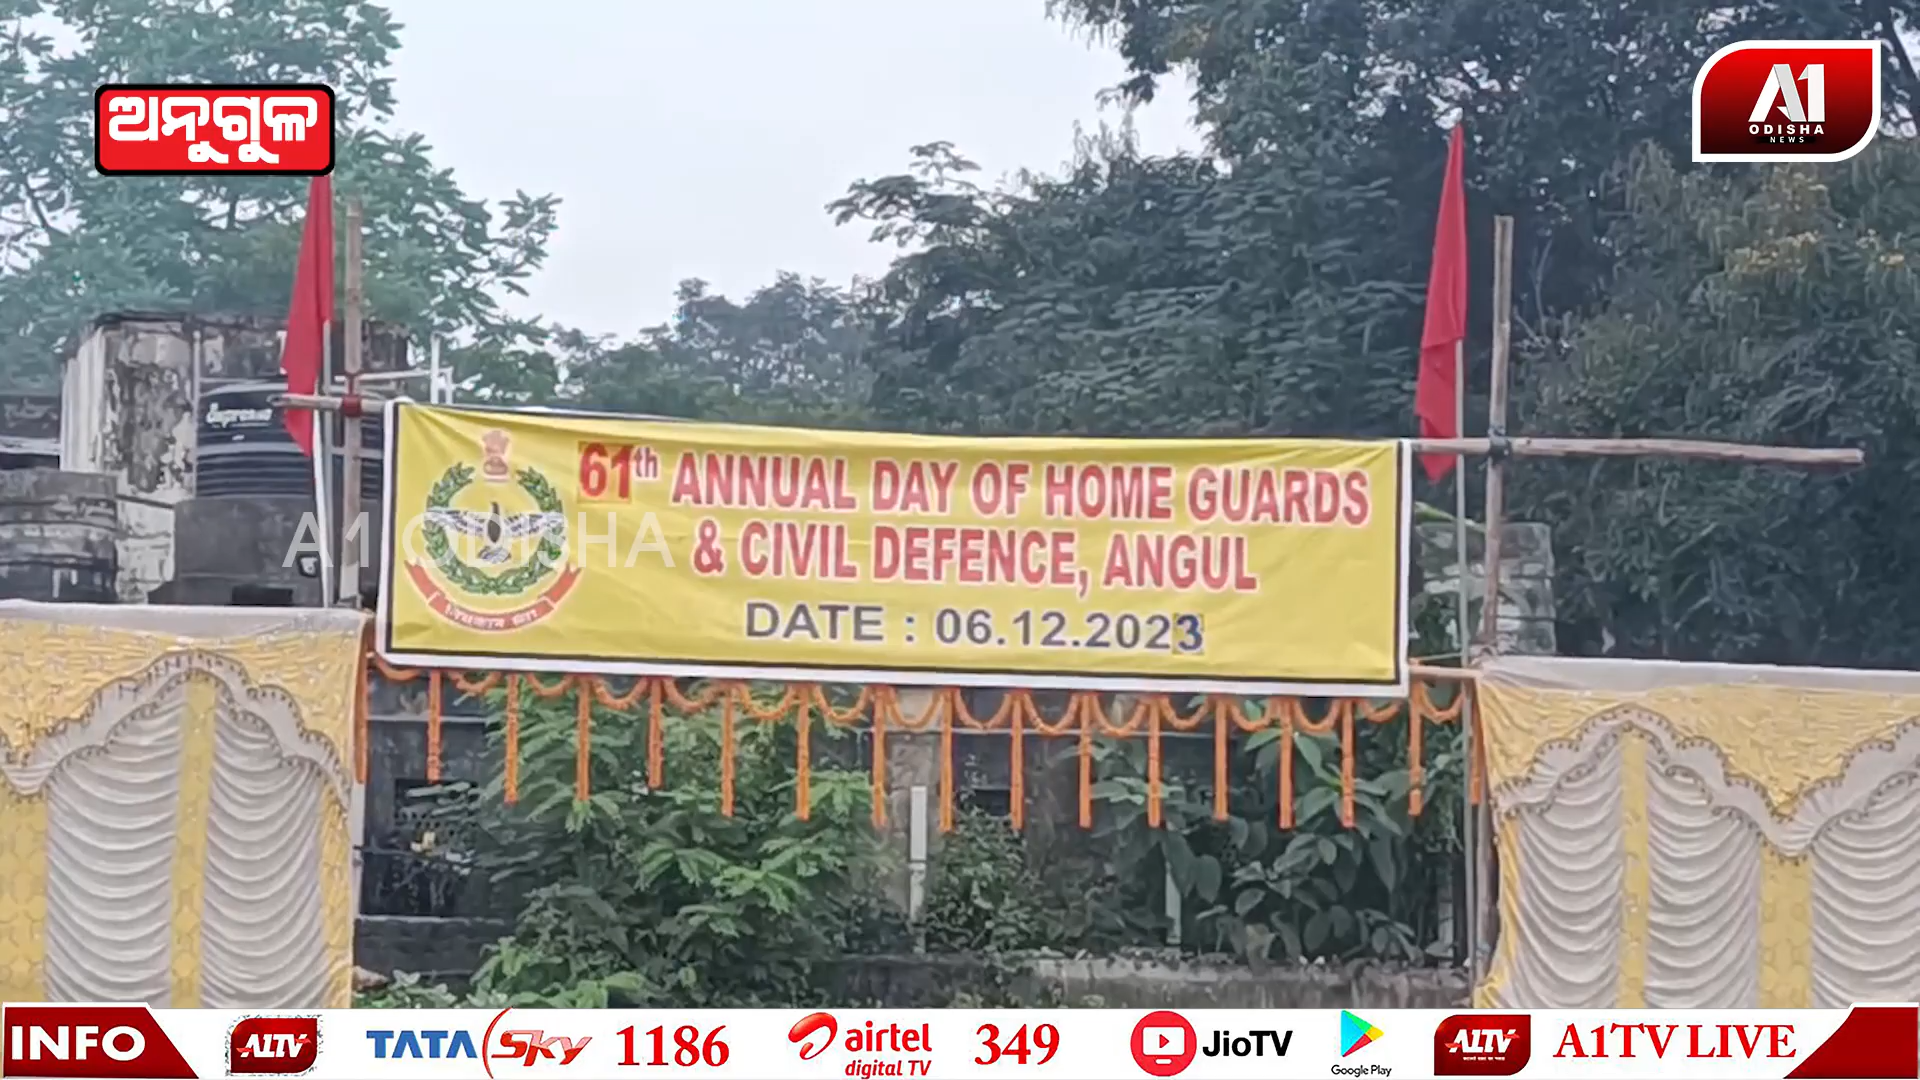 ଅନୁଗୁଳ
A1
ODISHA
NEWS
61th ANNUAL DAY OF HOME GUARDS
& CIVIL DEFENCE, ANGUL
DATE : 06.12.2023
A1 ODISHA
INFO
A1TV
TATA Sky 1186
airtel
digital TV
349
JioTV
Google Play
A1TV
A1TV LIVE